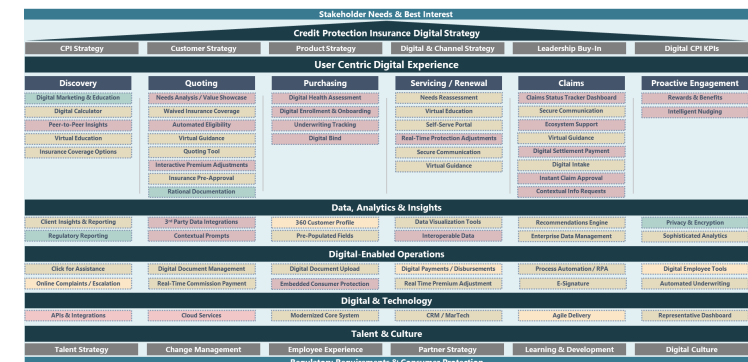 Stakeholder Needs & Best Interest
Credit Protection Insurance Digital Strategy
CPI Strategy
Customer Strategy
Product Strategy
Digital & Channel Strategy
Leadership Buy-In
Digital CPI KPIs
User Centric Digital Experience
Discovery
Quoting
Purchasing
Servicing / Renewal
Claims
Proactive Engagement
Digital Marketing & Education
Needs Analysis / Value Showcase
Digital Health Assessment
Needs Reassessment
Claims Status Tracker Dashboard
Rewards & Benefits
Digital Calculator
Waived Insurance Coverage
Digital Enrollment & Onboarding
Virtual Education
Secure Communication
Intelligent Nudging
Peer-to-Peer Insights
Automated Eligibility
Underwriting Tracking
Self-Serve Portal
Ecosystem Support
Virtual Education
Virtual Guidance
Digital Bind
Real-Time Protection Adjustments
Virtual Guidance
Insurance Coverage Options
Quoting Tool
Secure Communication
Digital Settlement Payment
Interactive Premium Adjustments
Virtual Guidance
Digital Intake
Insurance Pre-Approval
Instant Claim Approval
Rational Documentation
Contextual Info Requests
Data, Analytics & Insights
Client Insights & Reporting
3rd Party Data Integrations
360 Customer Profile
Data Visualization Tools
Recommendations Engine
Privacy & Encryption
Regulatory Reporting
Contextual Prompts
Pre-Populated Fields
Interoperable Data
Enterprise Data Management
Sophisticated Analytics
Digital-Enabled Operations
Click for Assistance
Digital Document Management
Digital Document Upload
Digital Payments / Disbursements
Process Automation / RPA
Digital Employee Tools
Online Complaints / Escalation
Real-Time Commission Payment
Embedded Consumer Protection
Real Time Premium Adjustment
E-Signature
Automated Underwriting
Digital & Technology
APIs & Integrations
Cloud Services
Modernized Core System
CRM / MarTech
Agile Delivery
Representative Dashboard
Talent & Culture
Talent Strategy
Change Management
Employee Experience
Partner Strategy
Learning & Development
Digital Culture
Regulatory Requirements & Consumer Protection